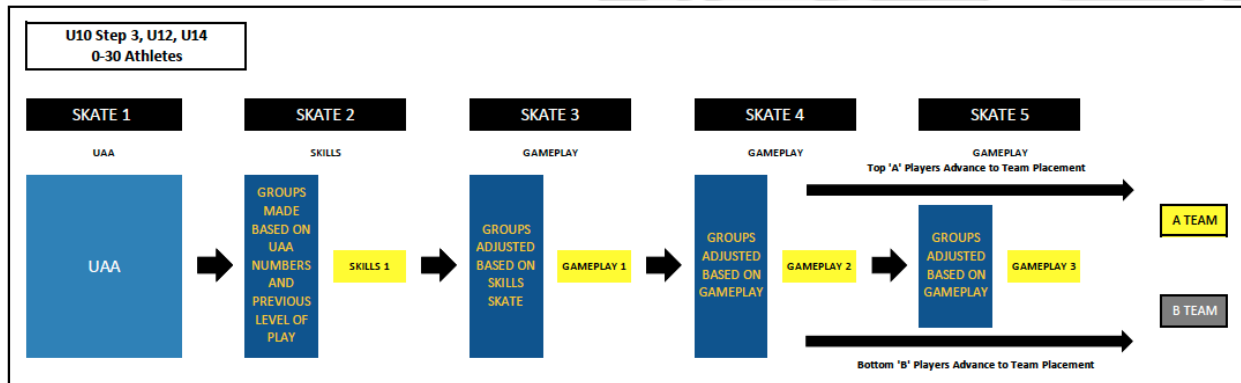 U10 Step 3, U12, U14
0-30 Athletes
SKATE 1
SKATE 2
SKATE 3
SKATE 4
SKATE 5
UAA
SKILLS
GAMEPLAY
GAMEPLAY
GAMEPLAY
Top 'A' Players Advance to Team Placement
UAA
GROUPS
MADE
BASED ON
UAA
NUMBERS
AND
PREVIOUS
LEVEL OF
PLAY
SKILLS 1
GROUPS
ADJUSTED
BASED ON
SKILLS
SKATE
GAMEPLAY 1
GROUPS
ADJUSTED
BASED ON
GAMEPLAY
GAMEPLAY 2
GROUPS
ADJUSTED
BASED ON
GAMEPLAY
GAMEPLAY 3
A TEAM
B TEAM
Bottom 'B' Players Advance to Team Placement